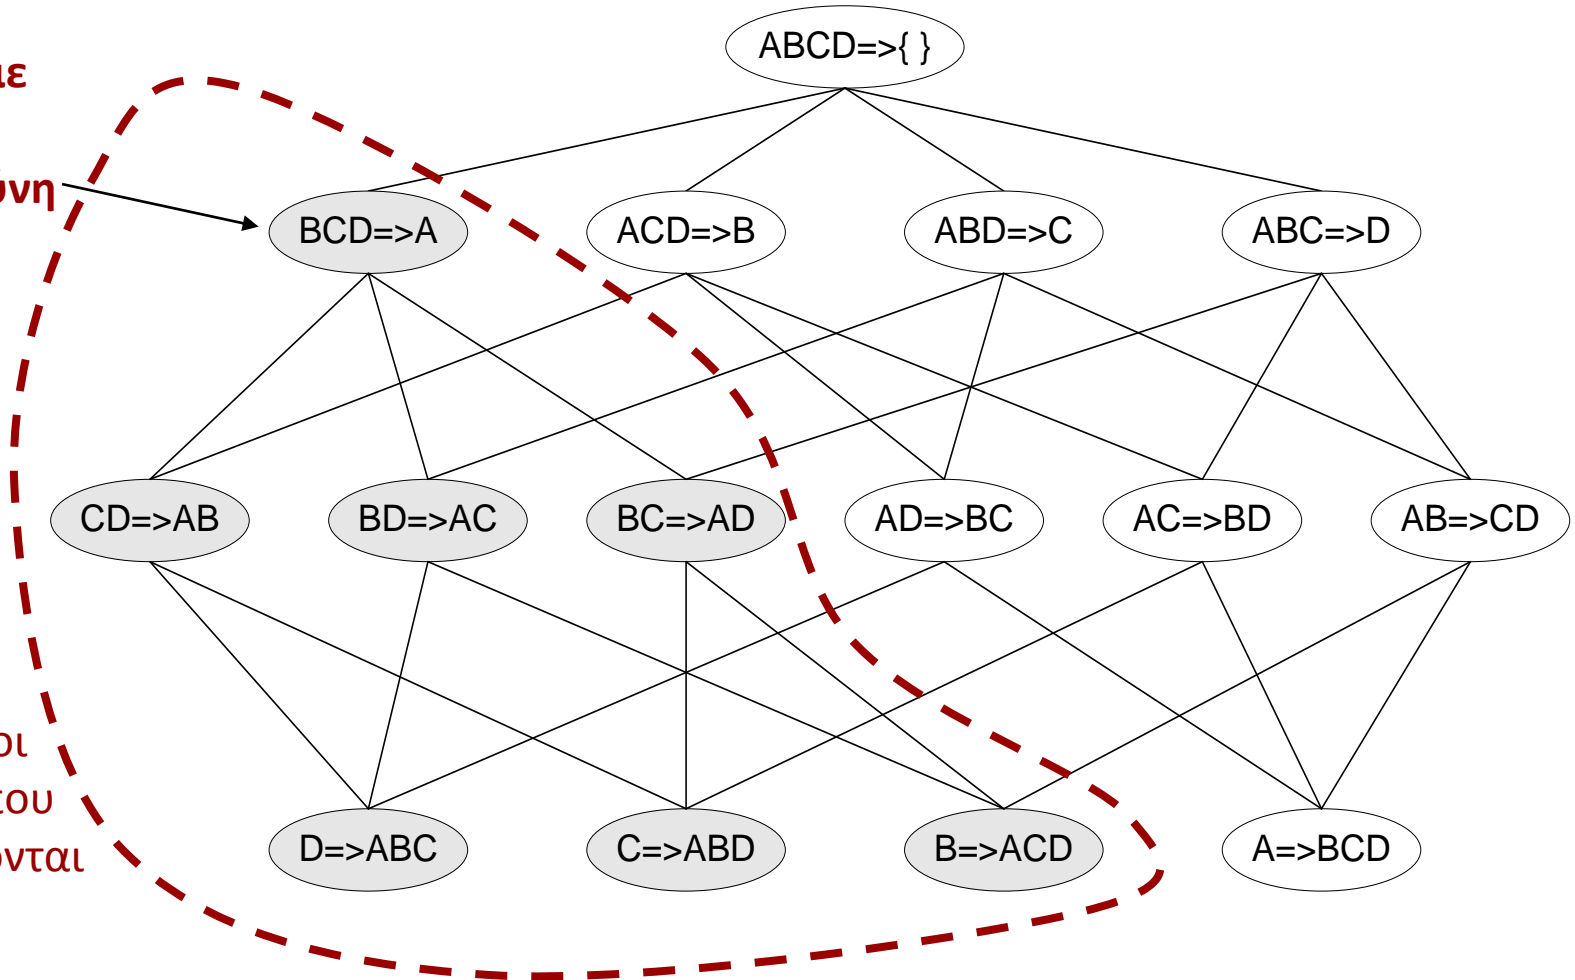 ABCD=>{ }
BCD=>A
ACD=>B
ABD=>C
ABC=>D
CD=>AB
BD=>AC
BC=>AD
AD=>BC
AC=>BD
AB=>CD
D=>ABC
C=>ABD
B=>ACD
A=>BCD